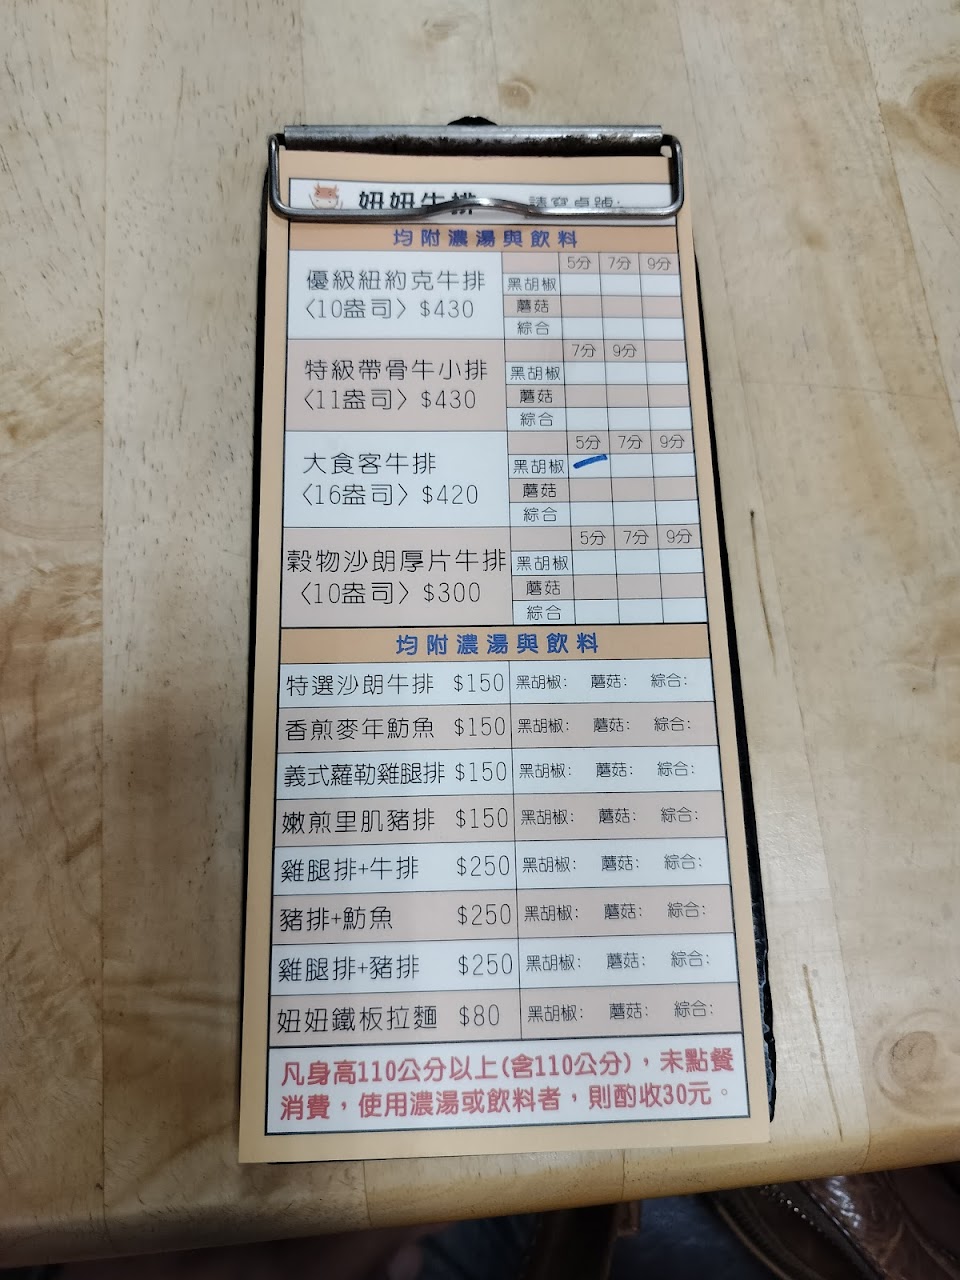 妞妞牛排 請寫桌號:
均附濃湯與飲料
5分 7分 9分
優級紐約克牛排 黑胡椒
〈10盎司〉$430 蘑菇
綜合
7分 9分
特級帶骨牛小排 黑胡椒
〈11盎司〉$430 蘑菇
綜合
5分 7分 9分
大食客牛排 黑胡椒
〈16盎司〉$420 蘑菇
綜合
5分 7分 9分
穀物沙朗厚片牛排 黑胡椒
〈10盎司〉$300 蘑菇
綜合
均附濃湯與飲料
特選沙朗牛排 $150 黑胡椒: 蘑菇: 綜合:
香煎麥年魴魚 $150 黑胡椒: 蘑菇: 綜合:
義式蘿勒雞腿排 $150 黑胡椒: 蘑菇: 綜合:
嫩煎里肌豬排 $150 黑胡椒: 蘑菇: 綜合:
雞腿排+牛排 $250 黑胡椒: 蘑菇: 綜合:
豬排+魴魚 $250 黑胡椒: 蘑菇: 綜合:
雞腿排+豬排 $250 黑胡椒: 蘑菇: 綜合:
妞妞鐵板拉麵 $80 黑胡椒: 蘑菇: 綜合:
凡身高110公分以上(含110公分)，未點餐
消費，使用濃湯或飲料者，則酌收30元。